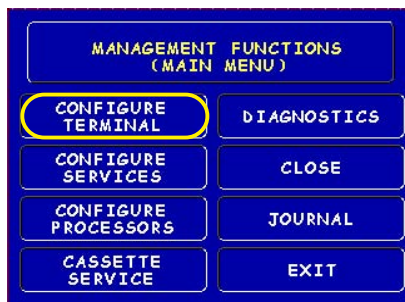 MANAGEMENT FUNCTIONS
(MAIN MENU)
CONFIGURE
TERMINAL
DIAGNOSTICS
CONFIGURE
SERVICES
CLOSE
CONFIGURE
PROCESSORS
JOURNAL
CASSETTE
SERVICE
EXIT